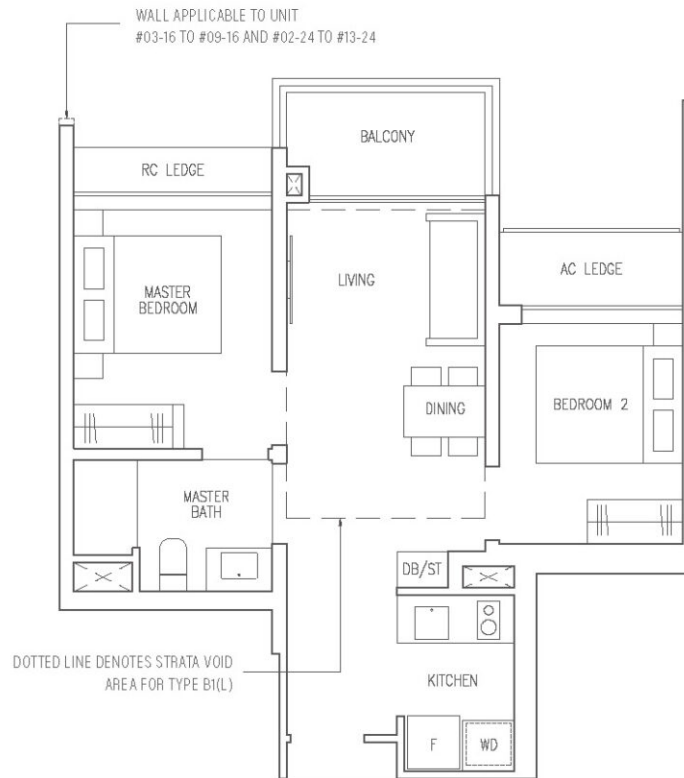 WALL APPLICABLE TO UNIT
#03-16 TO #09-16 AND #02-24 TO #13-24
BALCONY
RC LEDGE
AC LEDGE
LIVING
MASTER
BEDROOM
DINING
BEDROOM 2
MASTER
BATH
DB/ST
DOTTED LINE DENOTES STRATA VOID
AREA FOR TYPE B1(L)
KITCHEN
F
WD